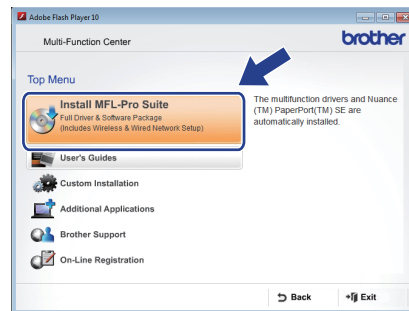 Adobe Flash Player 10
Multi-Function Center
brother
Top Menu
Install MFL-Pro Suite
Full Driver & Software Package
(Includes Wireless & Wired Network Setup)
The multifunction drivers and Nuance
(TM) PaperPort(TM) SE are
automatically installed.
User's Guides
Custom Installation
Additional Applications
Brother Support
On-Line Registration
Back
Exit